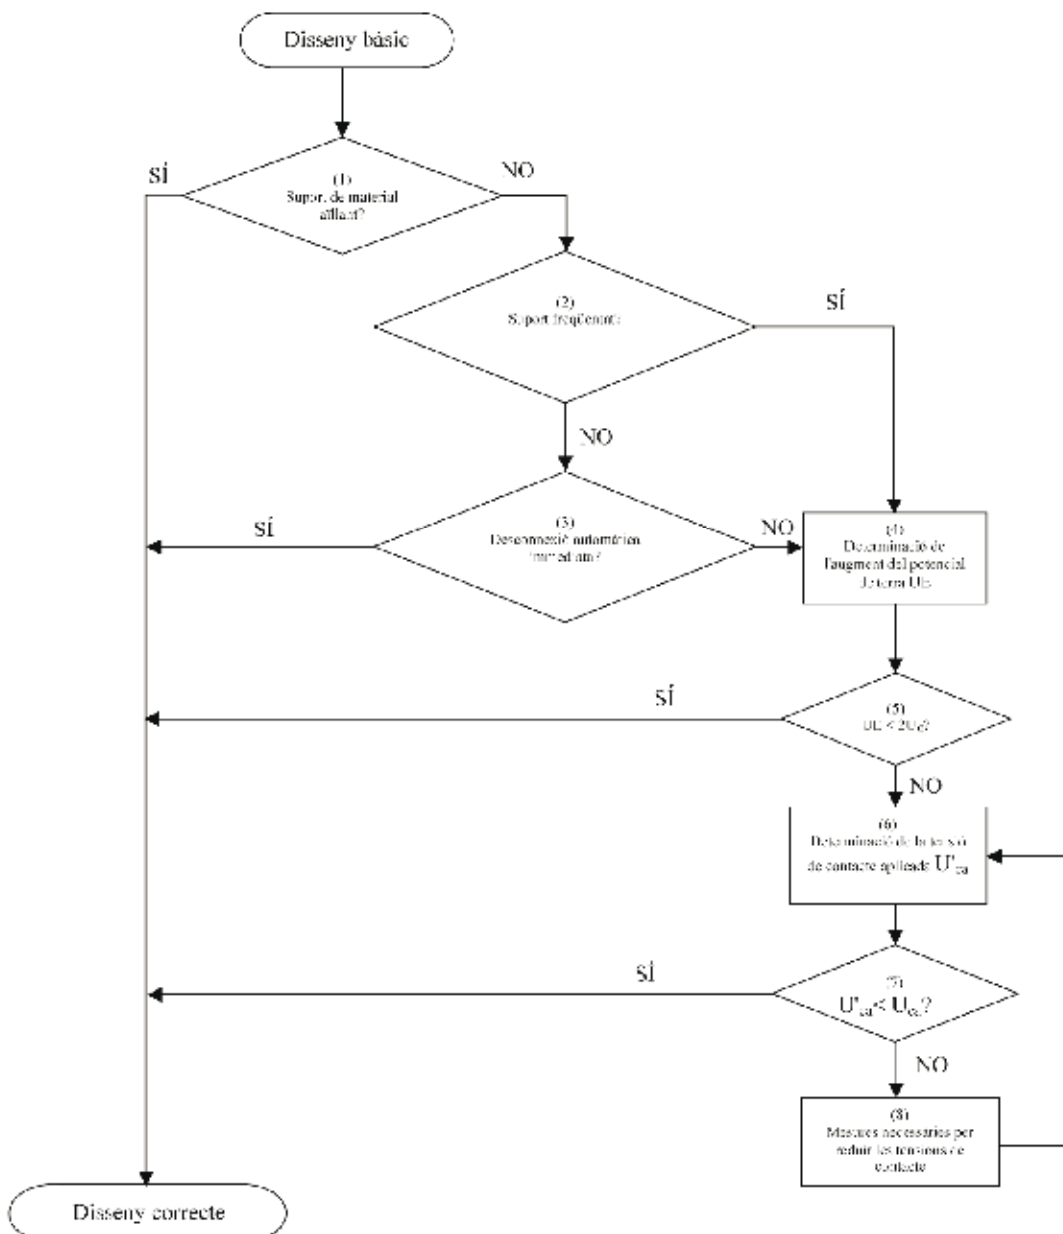 Disseny bàsic
SÍ
NO
(1)
Suport de material
aïllant?
(2)
Suport freqüentat?
SÍ
NO
(3)
Desconnexió automàtica
immediata?
SÍ
NO
(4)
Determinació de
l'augment del potencial
de terra UE
SÍ
(5)
UE < 2Uc?
NO
(6)
Determinació de la tensió
de contacte aplicada U'ca
SÍ
(7)
U'ca < Uca?
NO
(8)
Mesures necessàries per
reduir les tensions de
contacte
Disseny correcte